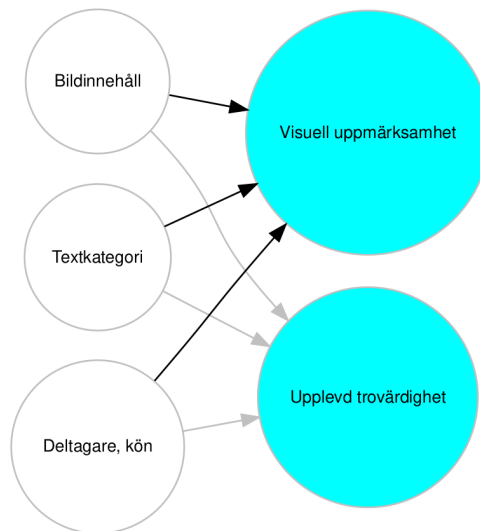 Bildinnehåll
Visuell uppmärksamhet
Textkategori
Upplevd trovärdighet
Deltagare, kön